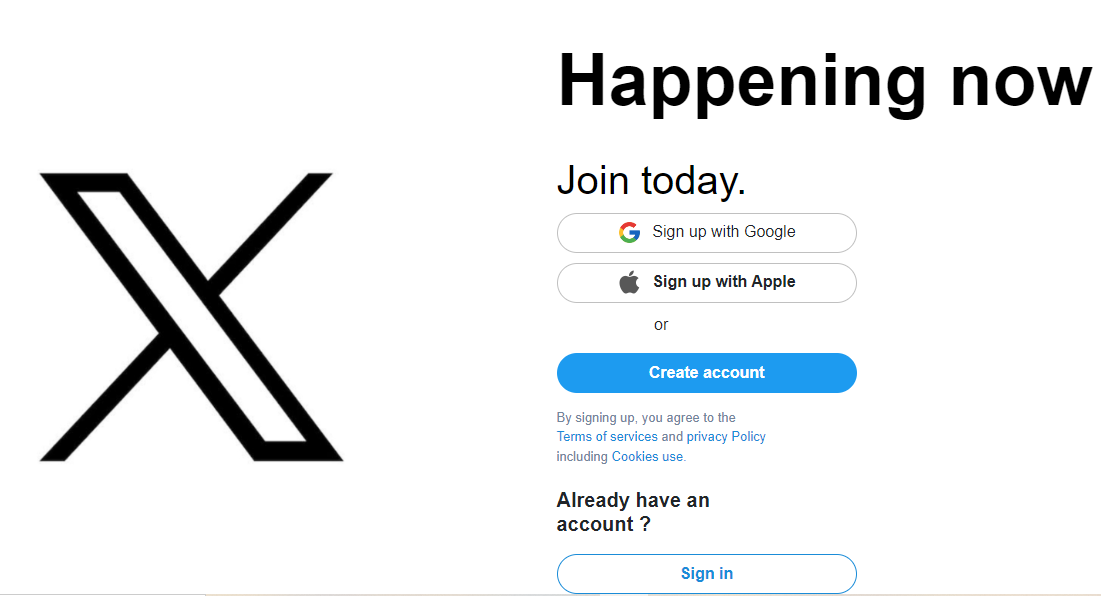 Happening now
Join today.
Sign up with Google
Sign up with Apple
or
Create account
By signing up, you agree to the
Terms of services and privacy Policy
including Cookies use.
Already have an
account ?
Sign in